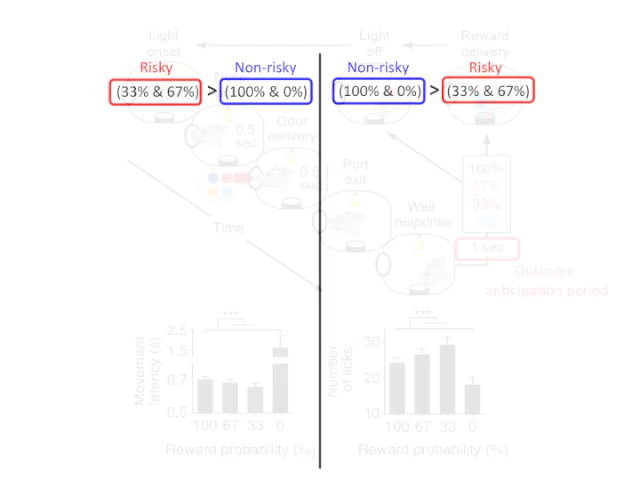 Light onset
Light off
Reward delivery
Risky
Non-risky
Non-risky
Risky
(33% & 67%) > (100% & 0%)
(100% & 0%) > (33% & 67%)
0.5 sec
Odor delivery
0.5 sec
Port exit
Well response
100%
67%
33%
0%
1 sec
Time
Outcome anticipation period
***
2.5
1.5
0.7
0.5
Movement latency (s)
100 67 33 0
Reward probability (%)
***
30
20
10
Number of licks
100 67 33 0
Reward probability (%)